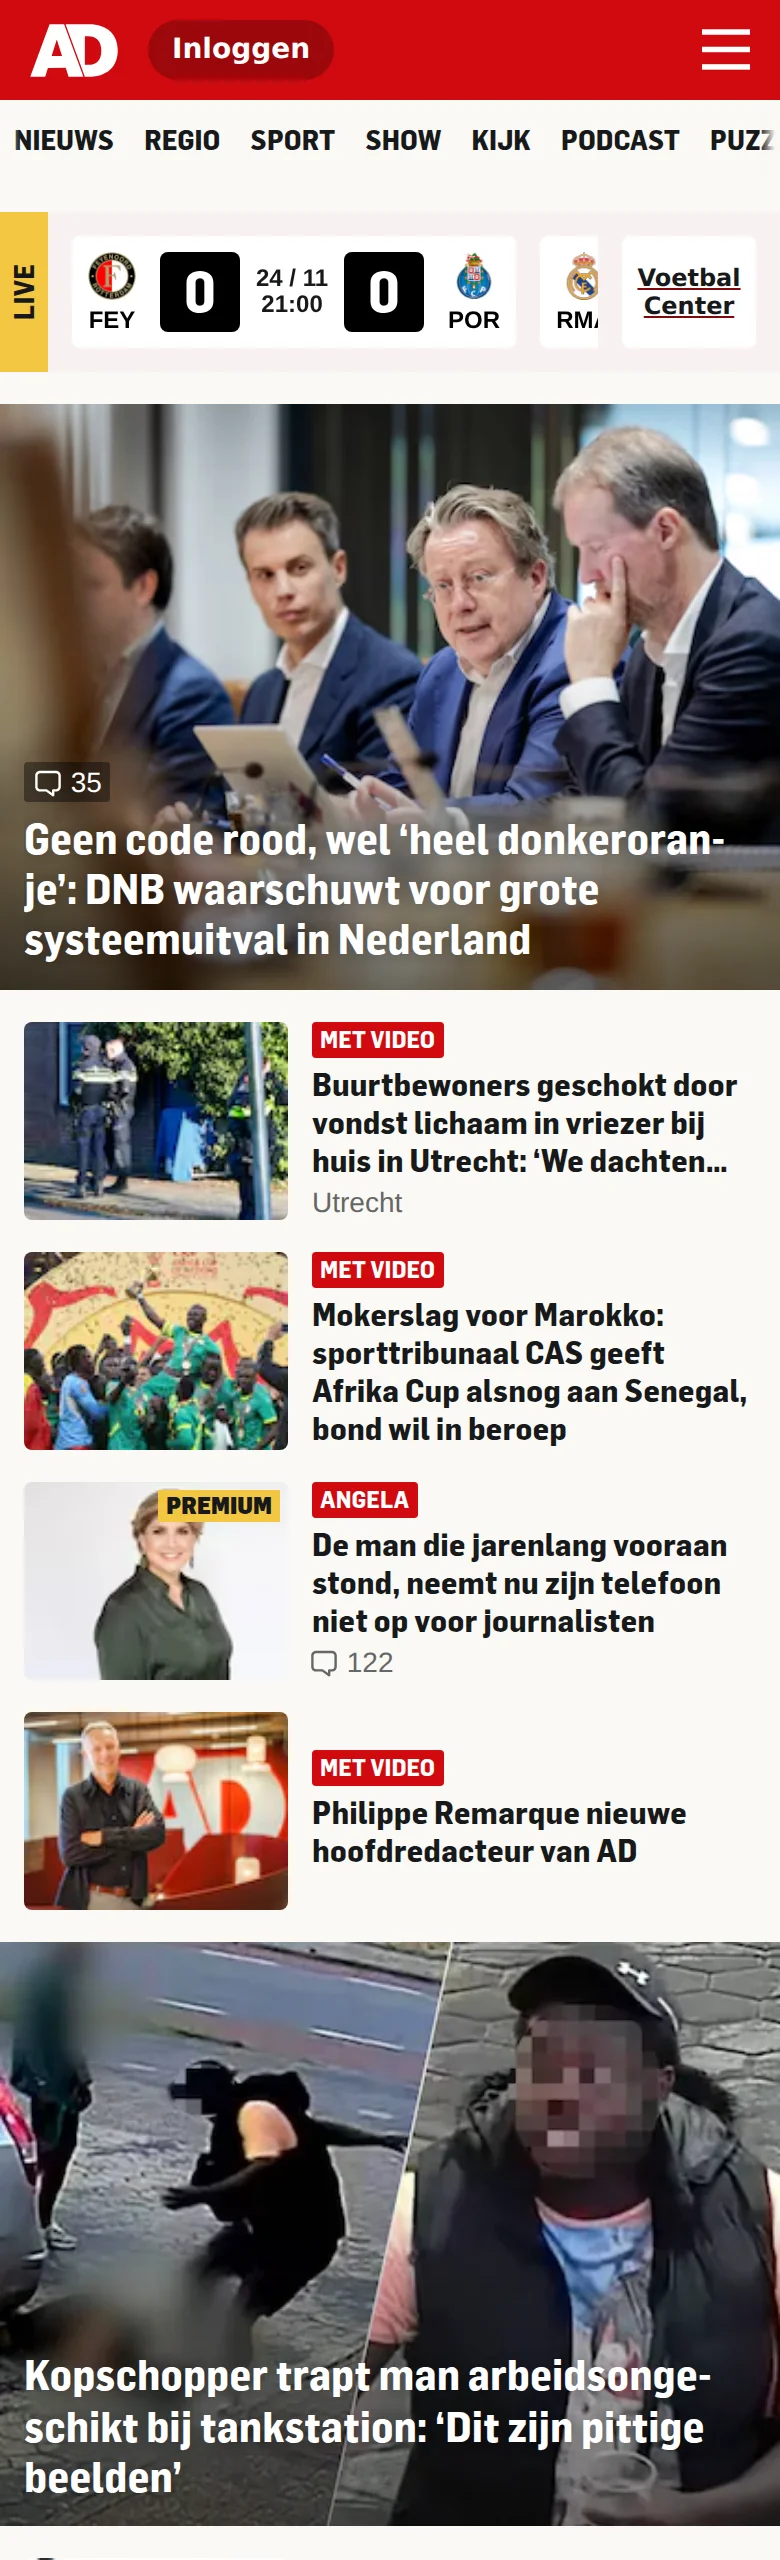 AD
Inloggen
NIEUWS REGIO SPORT SHOW KIJK PODCAST PUZZ
LIVE
FEY
0
24 / 11
21:00
0
POR
RMA
Voetbal
Center
35
Geen code rood, wel ‘heel donkeroran-
je’: DNB waarschuwt voor grote
systeemuitval in Nederland
MET VIDEO
Buurtbewoners geschokt door
vondst lichaam in vriezer bij
huis in Utrecht: ‘We dachten...
Utrecht
MET VIDEO
Mokerslag voor Marokko:
sporttribunaal CAS geeft
Afrika Cup alsnog aan Senegal,
bond wil in beroep
PREMIUM
ANGELA
De man die jarenlang vooraan
stond, neemt nu zijn telefoon
niet op voor journalisten
122
AD
MET VIDEO
Philippe Remarque nieuwe
hoofdredacteur van AD
Kopschopper trapt man arbeidsonge-
schikt bij tankstation: ‘Dit zijn pittige
beelden’